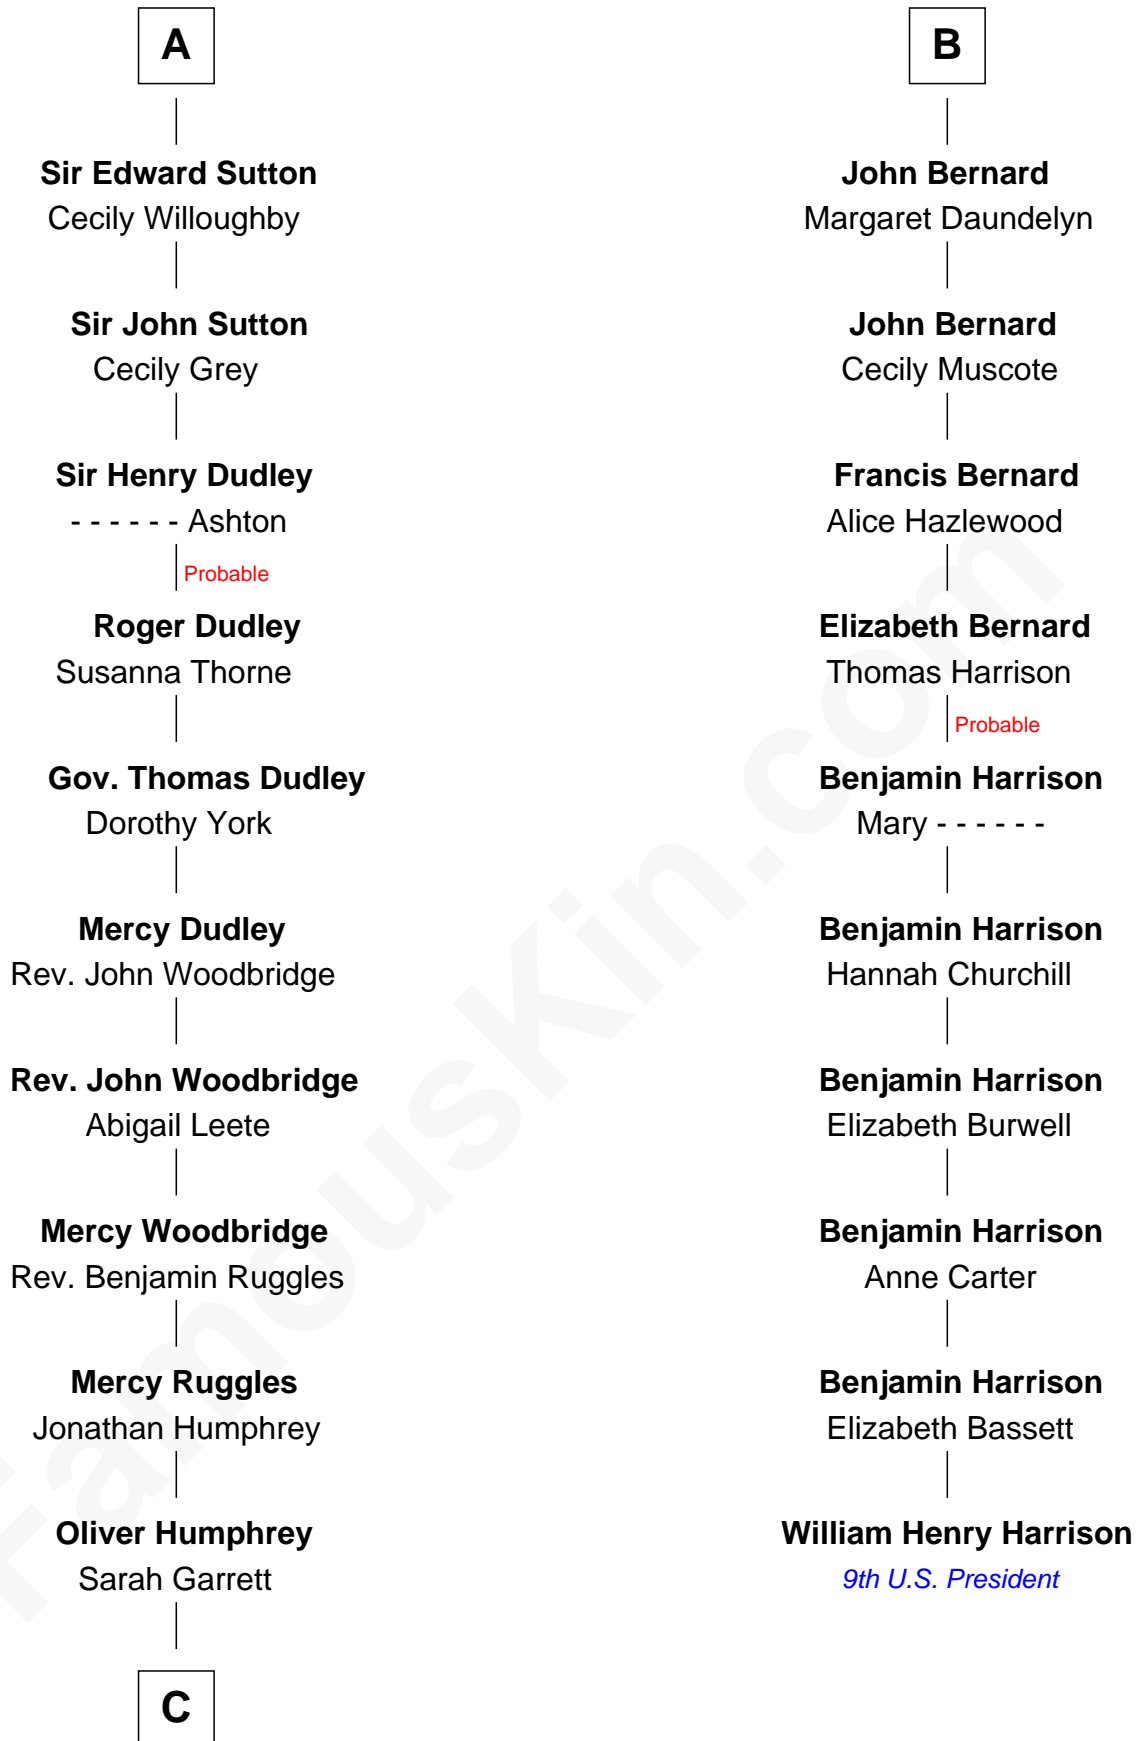 A
Sir Edward Sutton
Cecily Willoughby
Sir John Sutton
Cecily Grey
Sir Henry Dudley
- - - - - - Ashton
Probable
Roger Dudley
Susanna Thorne
Gov. Thomas Dudley
Dorothy York
Mercy Dudley
Rev. John Woodbridge
Rev. John Woodbridge
Abigail Leete
Mercy Woodbridge
Rev. Benjamin Ruggles
Mercy Ruggles
Jonathan Humphrey
Oliver Humphrey
Sarah Garrett
C
B
John Bernard
Margaret Daundelyn
John Bernard
Cecily Muscote
Francis Bernard
Alice Hazlewood
Elizabeth Bernard
Thomas Harrison
Probable
Benjamin Harrison
Mary - - - - - -
Benjamin Harrison
Hannah Churchill
Benjamin Harrison
Elizabeth Burwell
Benjamin Harrison
Anne Carter
Benjamin Harrison
Elizabeth Bassett
William Henry Harrison
9th U.S. President
FamousKin.com